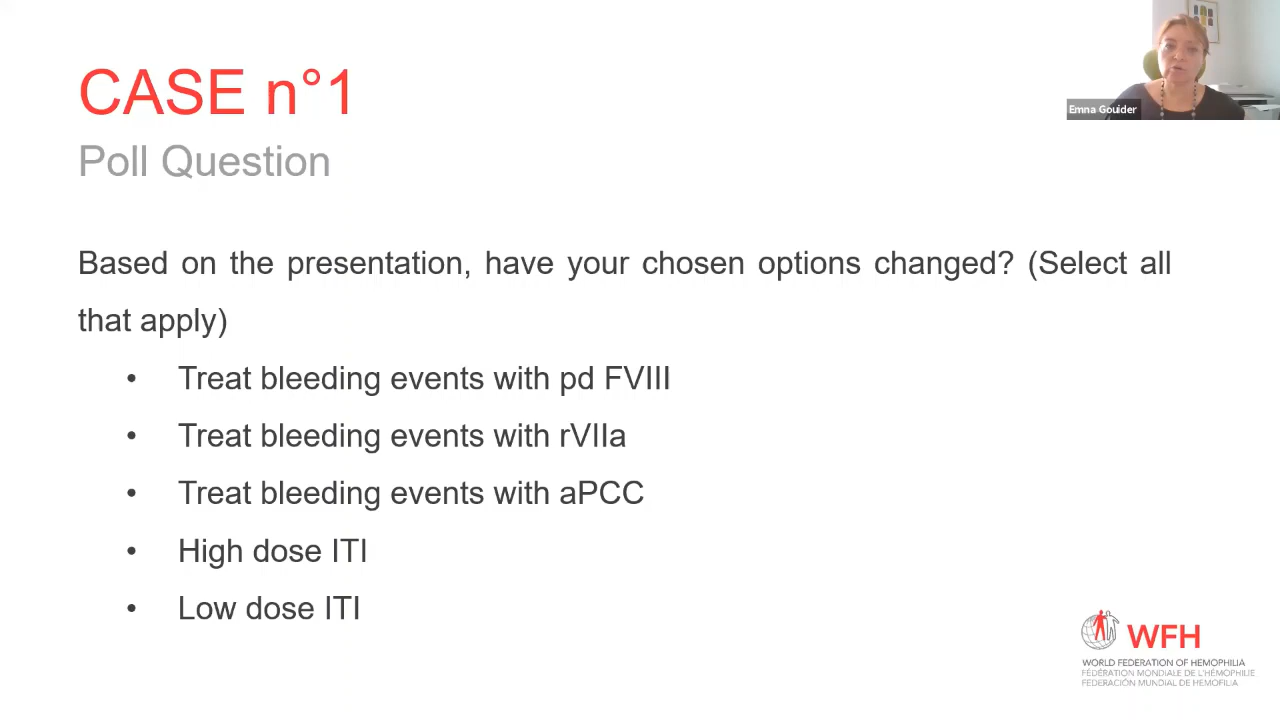 CASE n°1
Emna Gouider
Poll Question
Based on the presentation, have your chosen options changed? (Select all
that apply)
• Treat bleeding events with pd FVIII
• Treat bleeding events with rVIIa
• Treat bleeding events with aPCC
• High dose ITI
• Low dose ITI
WFH
WORLD FEDERATION OF HEMOPHILIA
FÉDÉRATION MONDIALE DE L'HÉMOPHILIE
FEDERACIÓN MUNDIAL DE HEMOFILIA